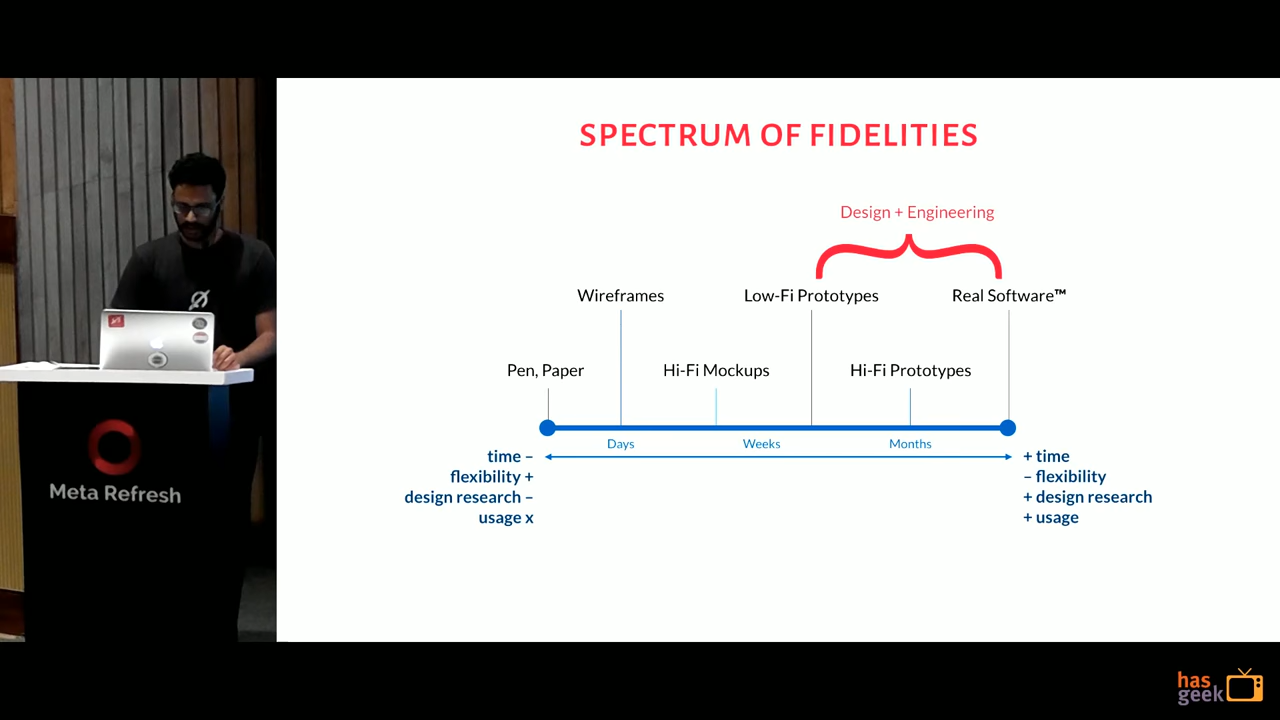 SPECTRUM OF FIDELITIES
Design + Engineering
Wireframes
Low-Fi Prototypes
Real Software™
Pen, Paper
Hi-Fi Mockups
Hi-Fi Prototypes
Days
Weeks
Months
time –
flexibility +
design research –
usage x
+ time
– flexibility
+ design research
+ usage
Meta Refresh
has
geek